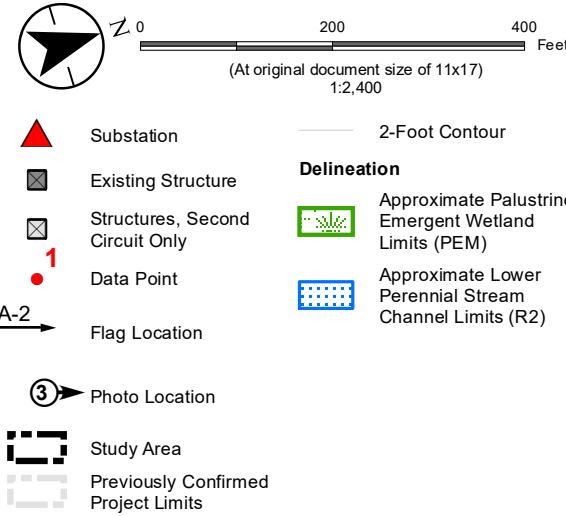 N
0 200 400
Feet
(At original document size of 11x17)
1:2,400
Substation
Existing Structure
Structures, Second
Circuit Only
1
Data Point
A-2
Flag Location
3
Photo Location
Study Area
Previously Confirmed
Project Limits
2-Foot Contour
Delineation
Approximate Palustrine
Emergent Wetland
Limits (PEM)
Approximate Lower
Perennial Stream
Channel Limits (R2)